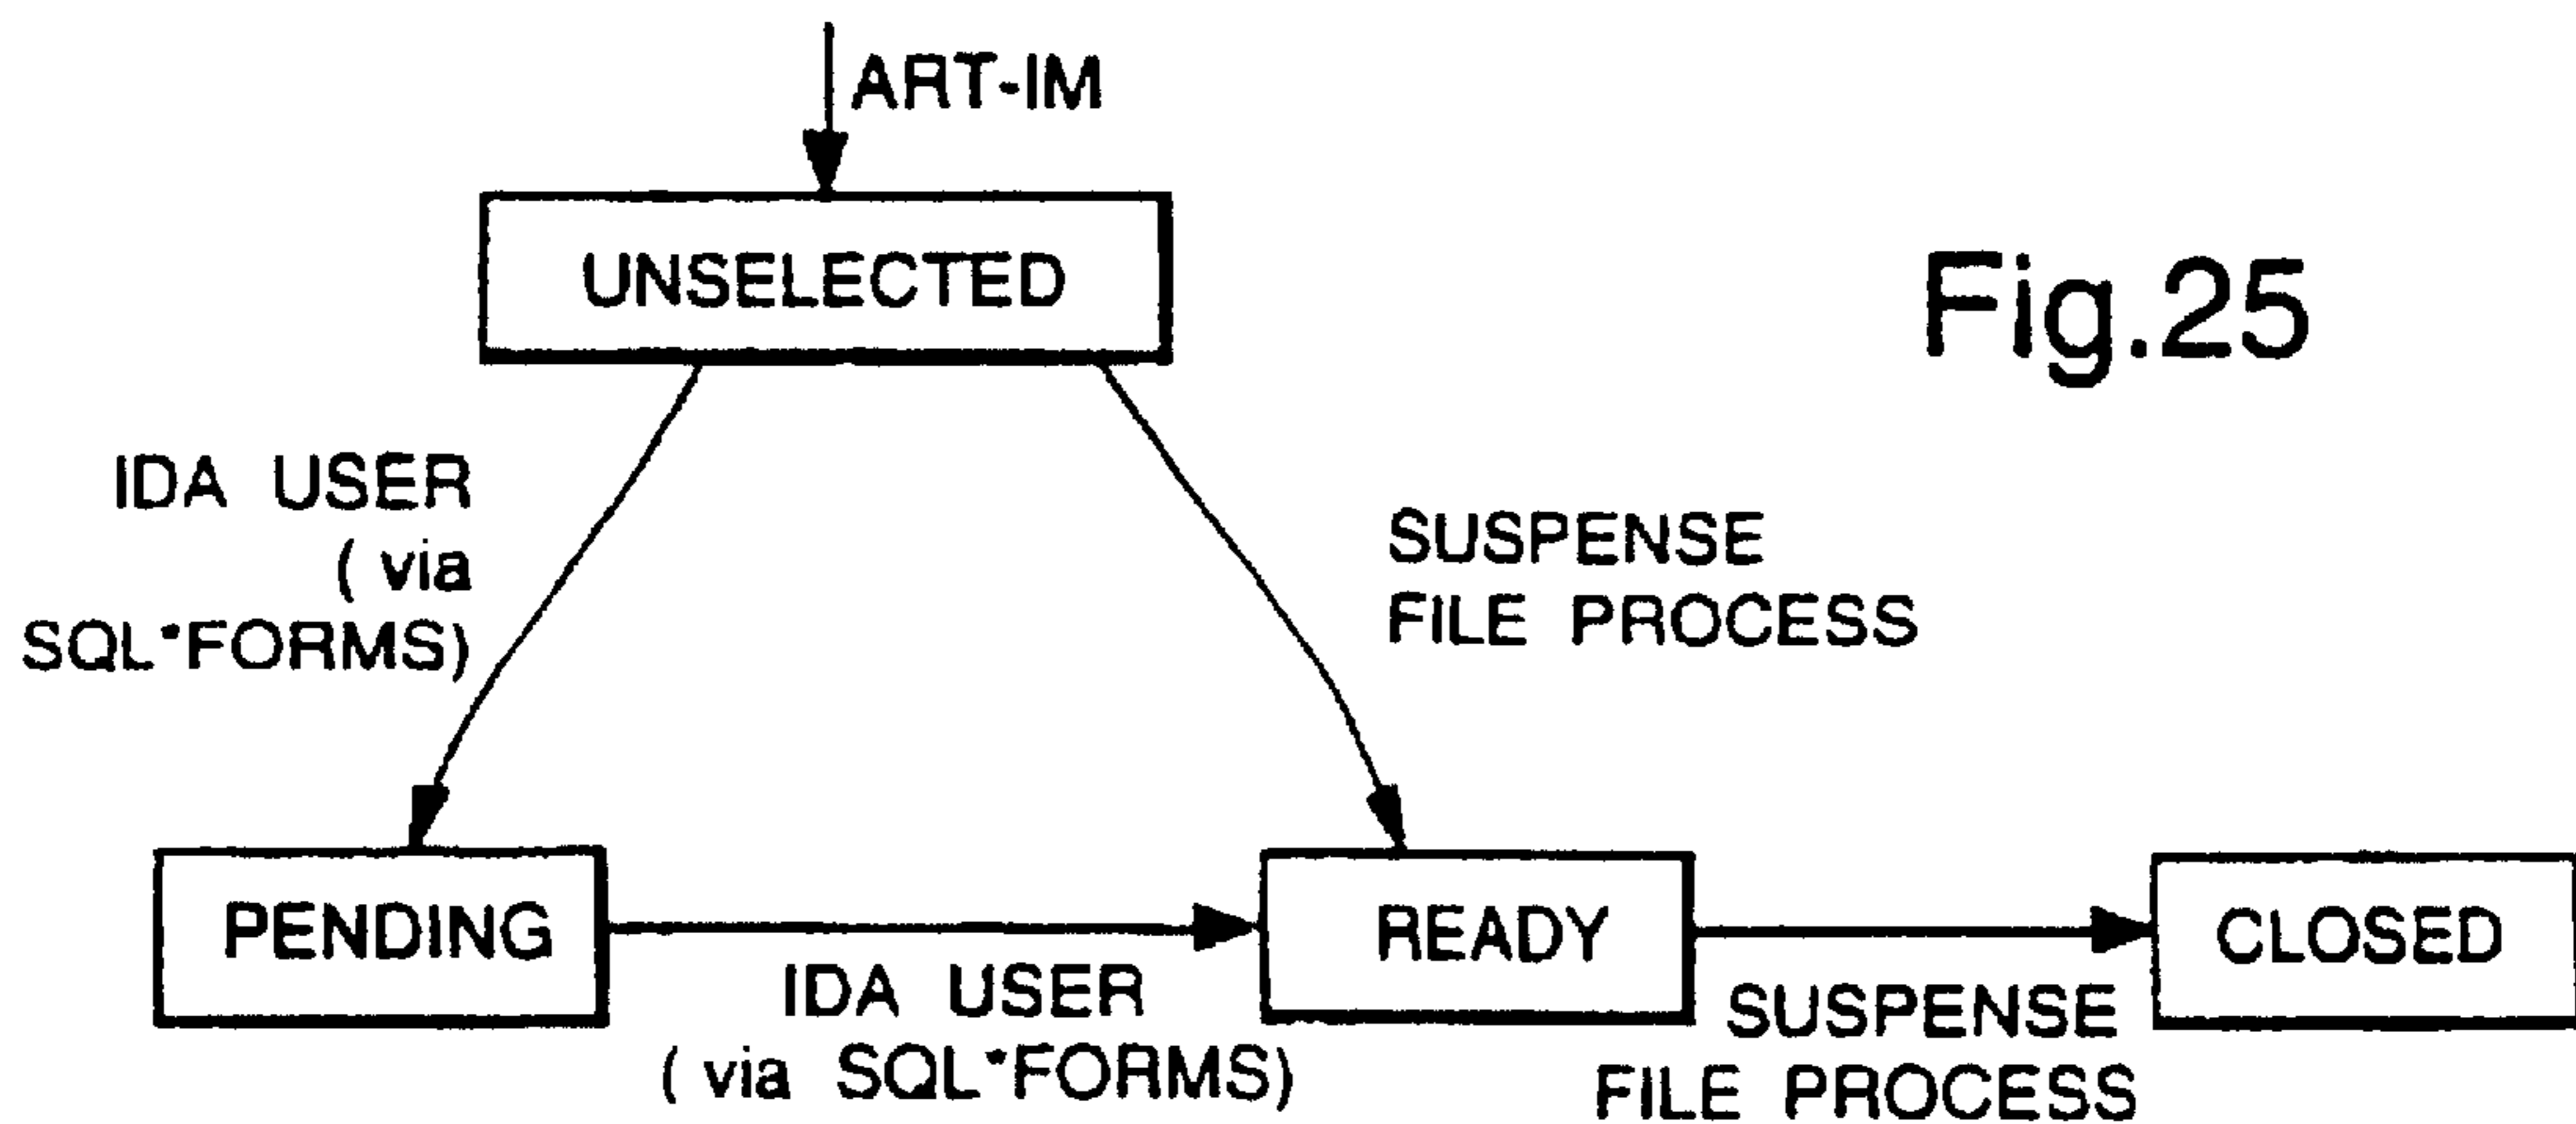 ART-IM
UNSELECTED
Fig.25
IDA USER
( via
SQL*FORMS)
SUSPENSE
FILE PROCESS
PENDING
IDA USER
( via SQL*FORMS)
READY
SUSPENSE
FILE PROCESS
CLOSED